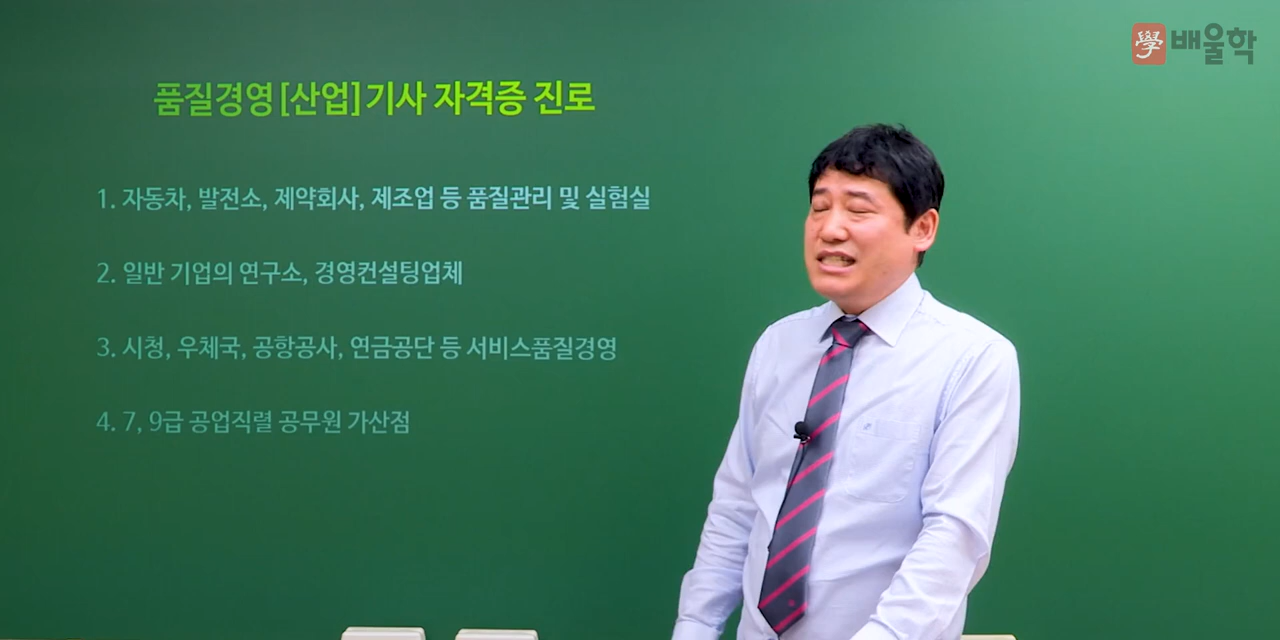 學 배울학
품질경영[산업]기사 자격증 진로
1. 자동차, 발전소, 제약회사, 제조업 등 품질관리 및 실험실
2. 일반 기업의 연구소, 경영컨설팅업체
3. 시청, 우체국, 공항공사, 연금공단 등 서비스품질경영
4. 7, 9급 공업직렬 공무원 가산점